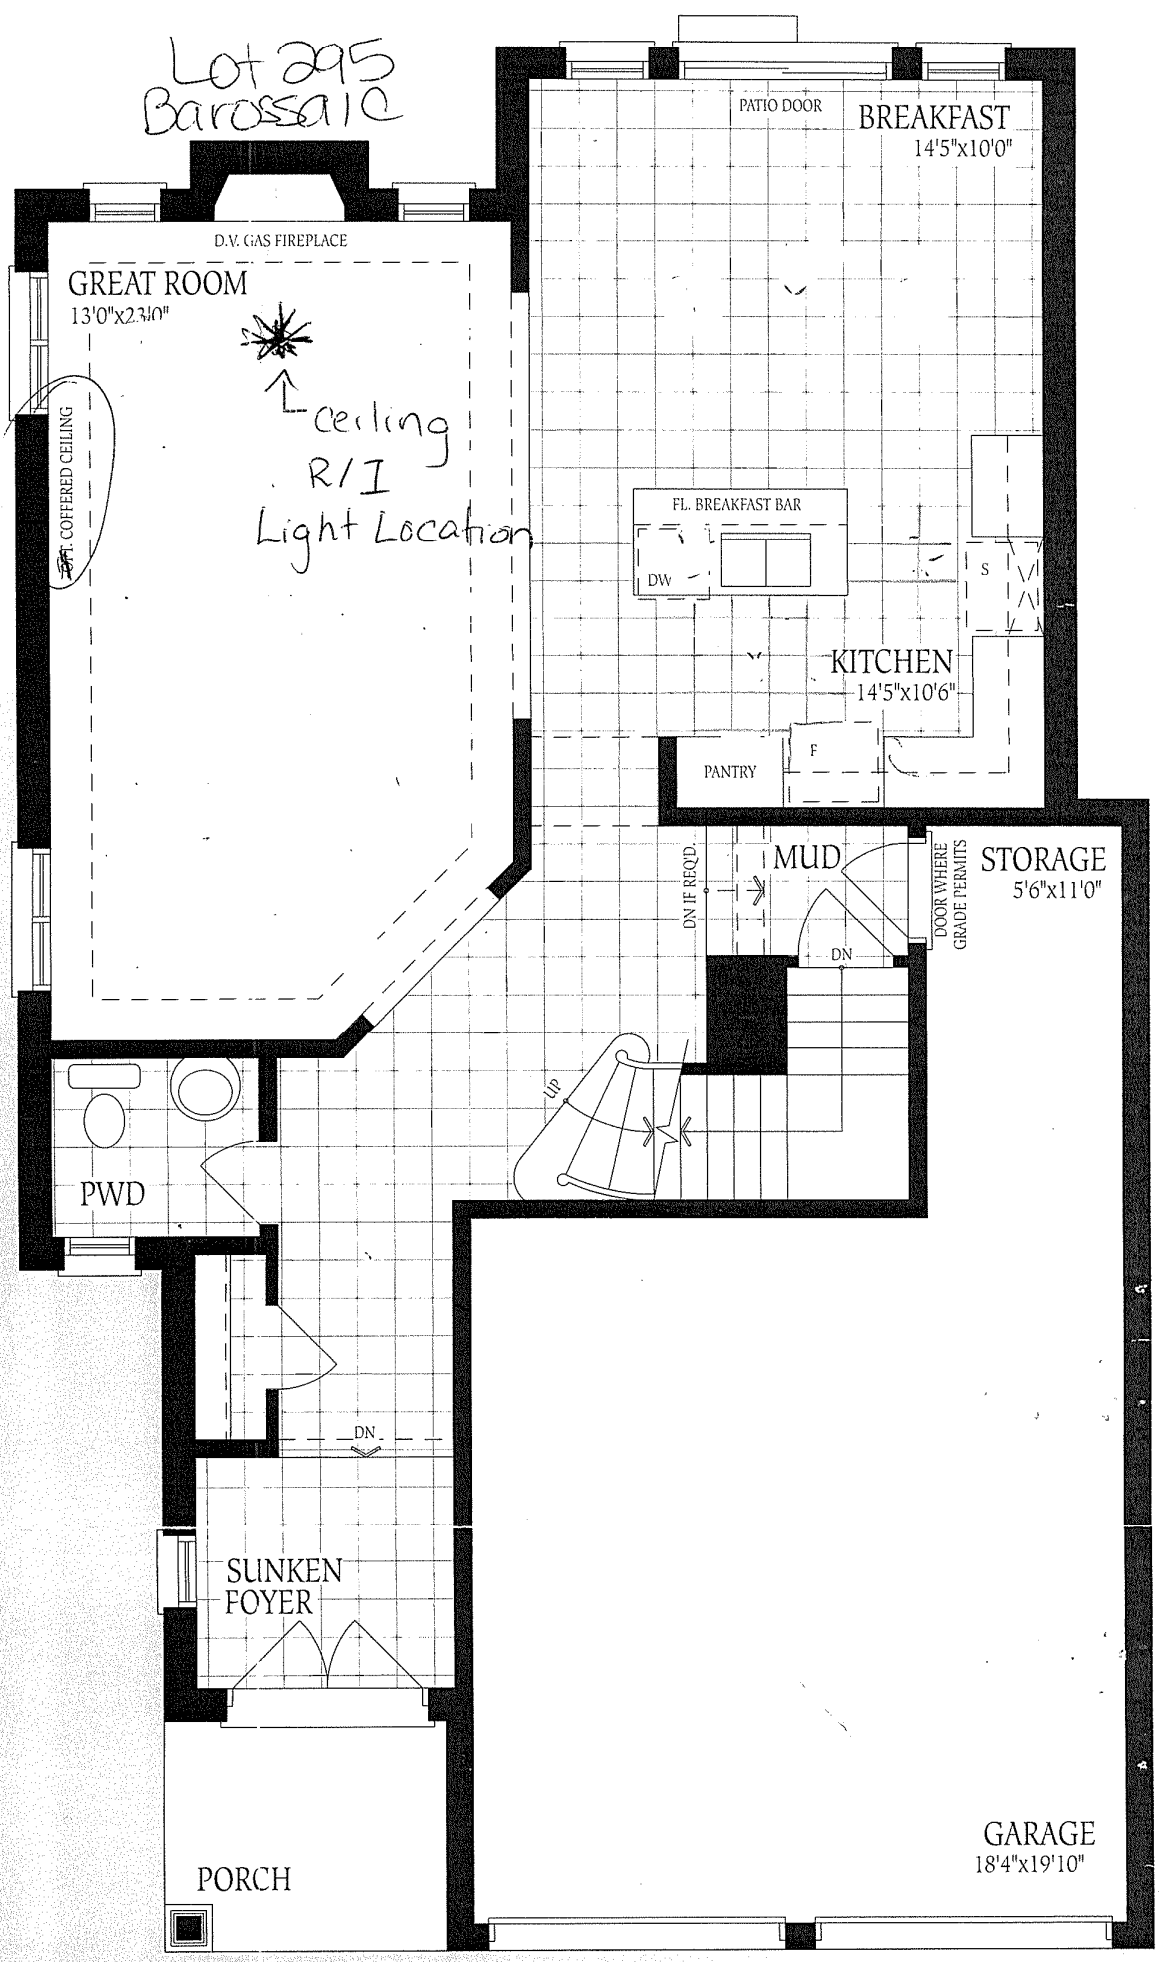 Lot 295
Barossa 1C
PATIO DOOR
BREAKFAST
14'5"x10'0"
D.V. GAS FIREPLACE
GREAT ROOM
13'0"x23'0"
ceiling
R/I
Light Location
OPT. COFFERED CEILING
FL. BREAKFAST BAR
DW
S
KITCHEN
14'5"x10'6"
PANTRY
F
DN IF REQ'D.
MUD
DOOR WHERE
GRADE PERMITS
STORAGE
5'6"x11'0"
DN
UP
PWD
DN
SUNKEN
FOYER
GARAGE
18'4"x19'10"
PORCH